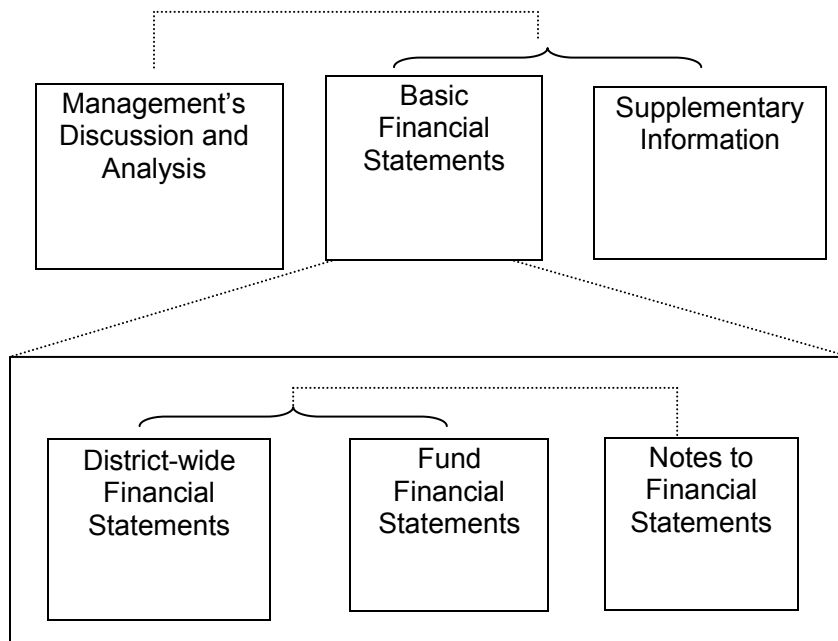 Management’s
Discussion and
Analysis
Basic
Financial
Statements
Supplementary
Information
District-wide
Financial
Statements
Fund
Financial
Statements
Notes to
Financial
Statements